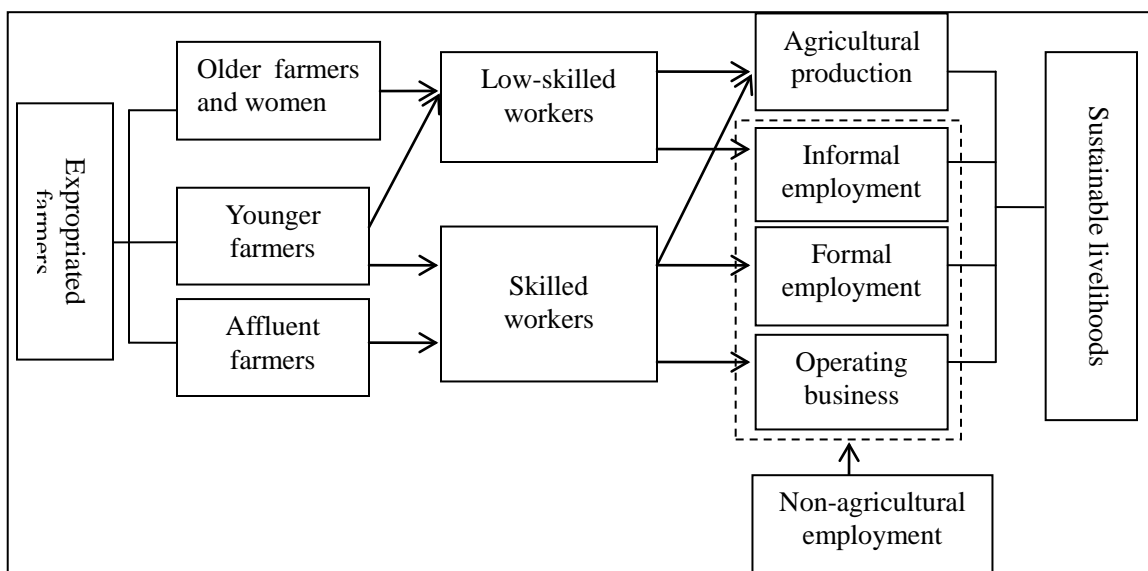 Expropriated
farmers
Older farmers
and women
Younger
farmers
Affluent
farmers
Low-skilled
workers
Skilled
workers
Agricultural
production
Informal
employment
Formal
employment
Operating
business
Non-agricultural
employment
Sustainable livelihoods